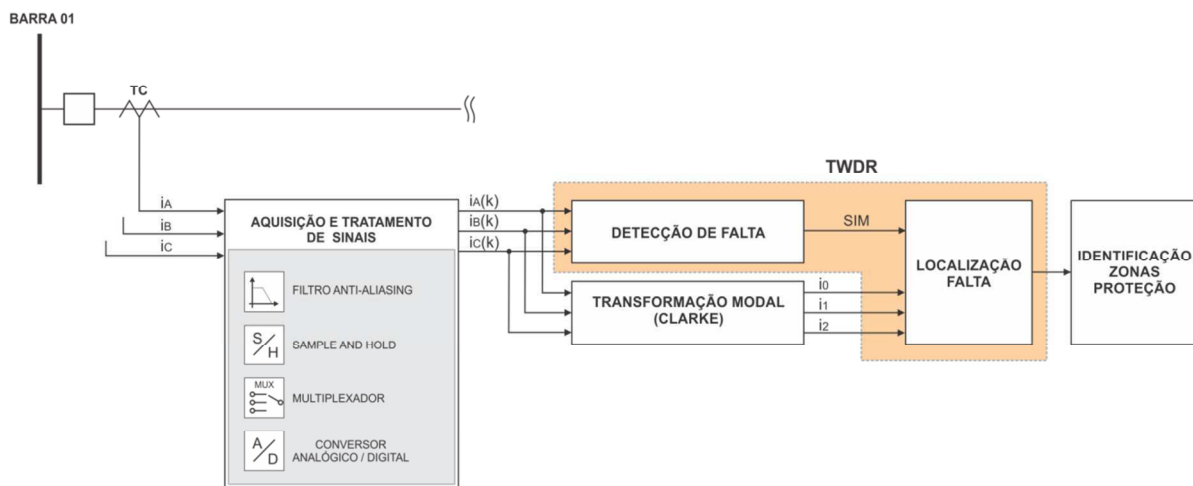 BARRA 01
TC
TWDR
iA
iB
iC
AQUISIÇÃO E TRATAMENTO
DE SINAIS
FILTRO ANTI-ALIASING
S/H
SAMPLE AND HOLD
MUX
MULTIPLEXADOR
A/D
CONVERSOR
ANALÓGICO / DIGITAL
iA(k)
iB(k)
iC(k)
DETECÇÃO DE FALTA
SIM
TRANSFORMAÇÃO MODAL
(CLARKE)
i0
i1
i2
LOCALIZAÇÃO
FALTA
IDENTIFICAÇÃO
ZONAS
PROTEÇÃO